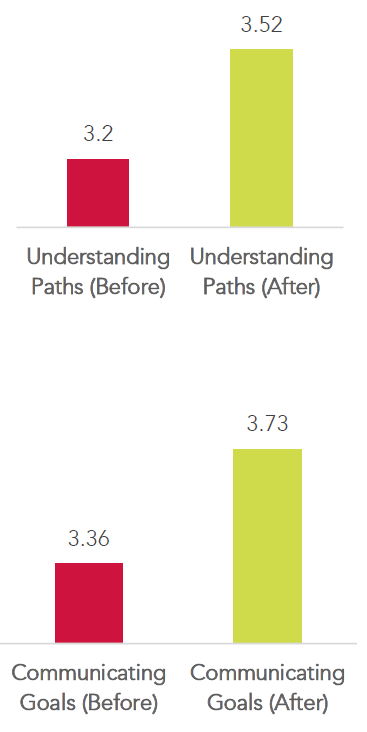 3.52
3.2
Understanding Understanding
Paths (Before) Paths (After)
3.73
3.36
Communicating Communicating
Goals (Before) Goals (After)